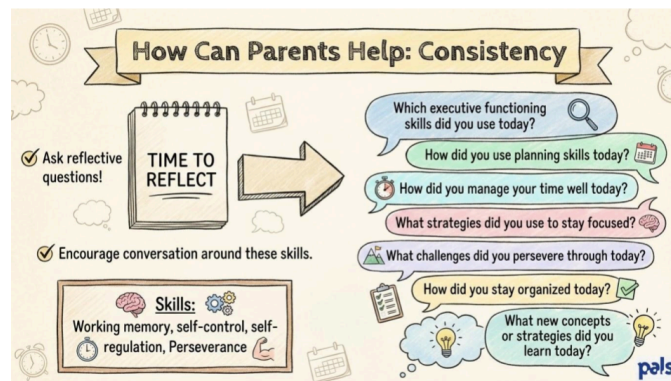 How Can Parents Help: Consistency
Ask reflective
questions!
TIME TO
REFLECT
Encourage conversation around these skills.
Skills:
Working memory, self-control, self-
regulation, Perseverance
Which executive functioning
skills did you use today?
How did you use planning skills today?
How did you manage your time well today?
What strategies did you use to stay focused?
What challenges did you persevere through today?
How did you stay organized today?
What new concepts
or strategies did you
learn today?
pals